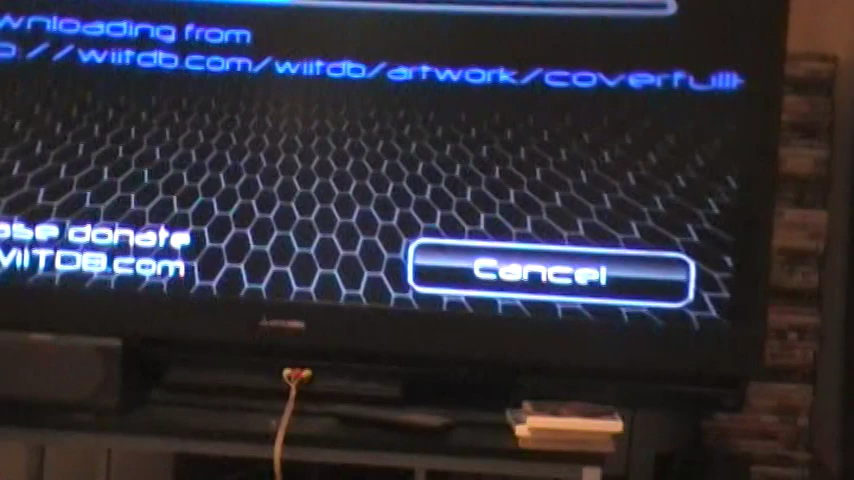 wnloading from
p://wiitdb.com/wiitdb/artwork/coverfull
ase donate
WiiTDB.com
Cancel